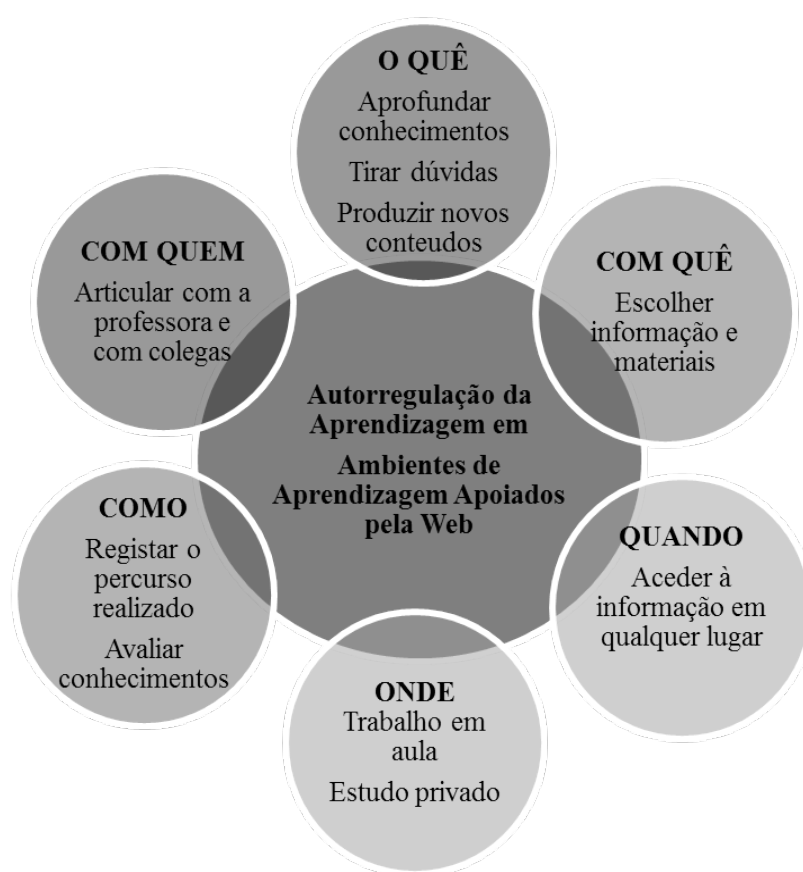 O QUÊ
Aprofundar
conhecimentos
Tirar dúvidas
Produzir novos
conteudos
COM QUÊ
Escolher
informação e
materiais
QUANDO
Aceder à
informação em
qualquer lugar
ONDE
Trabalho em
aula
Estudo privado
COMO
Registar o
percurso
realizado
Avaliar
conhecimentos
COM QUEM
Articular com a
professora e
com colegas
Autorregulação da
Aprendizagem em
Ambientes de
Aprendizagem Apoiados
pela Web